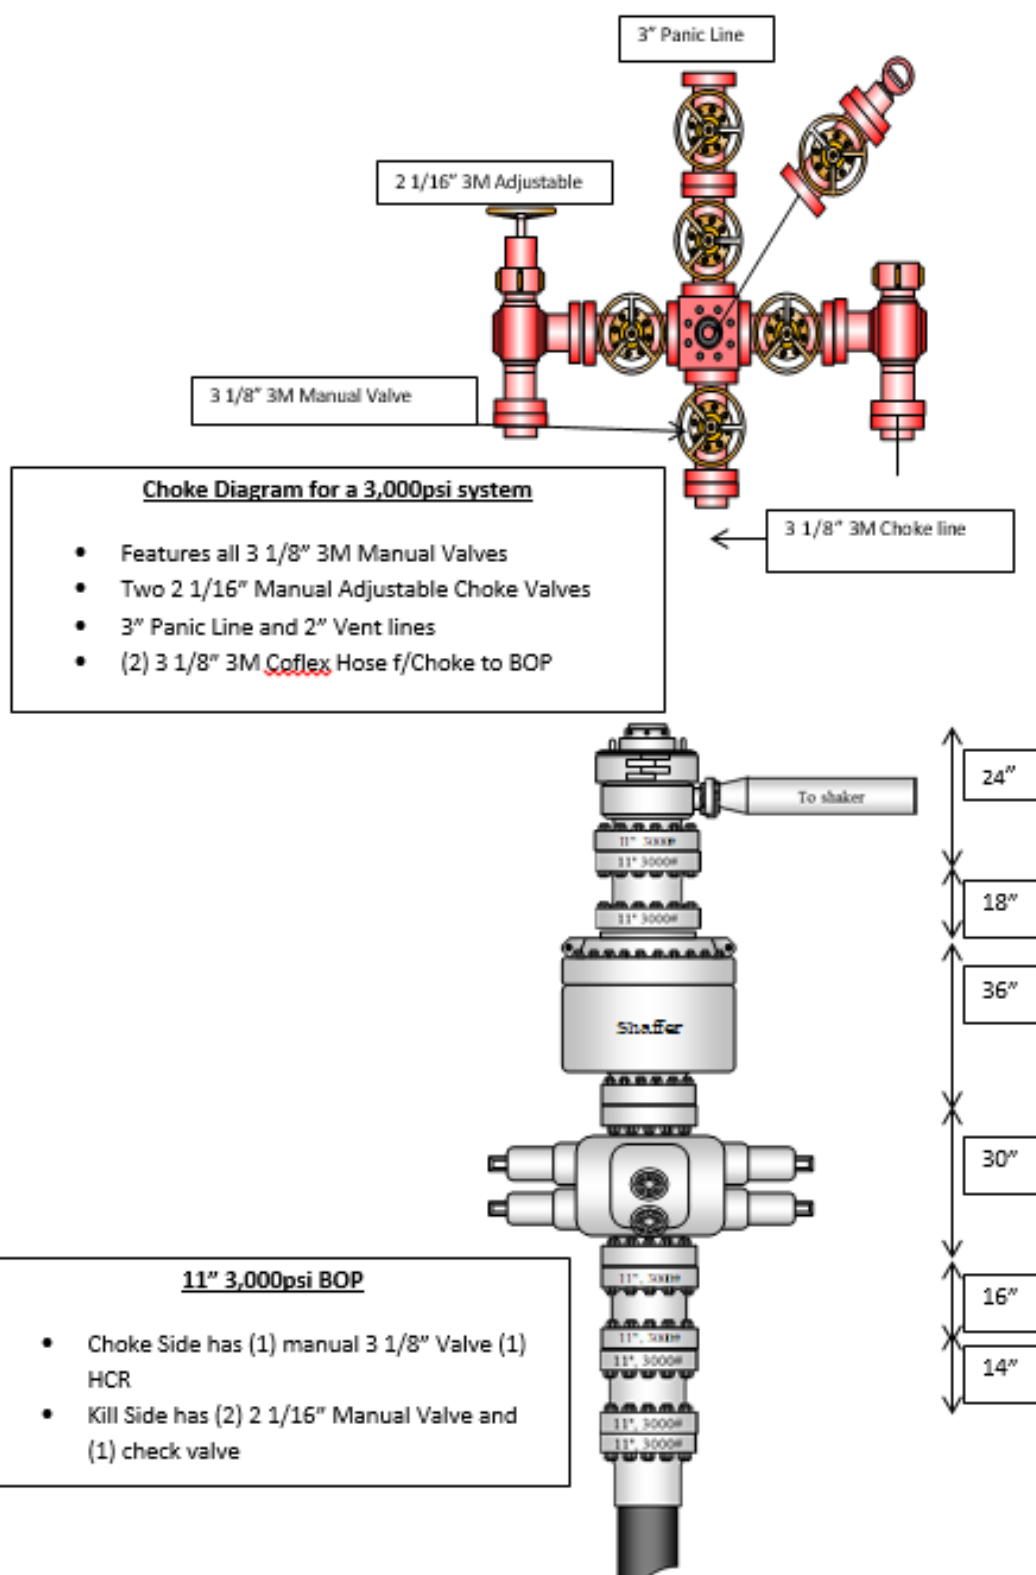 3” Panic Line
2 1/16” 3M Adjustable
3 1/8” 3M Manual Valve
Choke Diagram for a 3,000psi system
• Features all 3 1/8” 3M Manual Valves
• Two 2 1/16” Manual Adjustable Choke Valves
• 3” Panic Line and 2” Vent lines
• (2) 3 1/8” 3M Coflex Hose f/Choke to BOP
3 1/8” 3M Choke line
24”
To shaker
11" 3000#
11" 3000#
18”
11" 3000#
36”
Shaffer
30”
11" 3,000psi BOP
• Choke Side has (1) manual 3 1/8” Valve (1)
HCR
• Kill Side has (2) 2 1/16” Manual Valve and
(1) check valve
11", 3000#
16”
11", 3000#
11", 3000#
14”
11", 3000#
11", 3000#